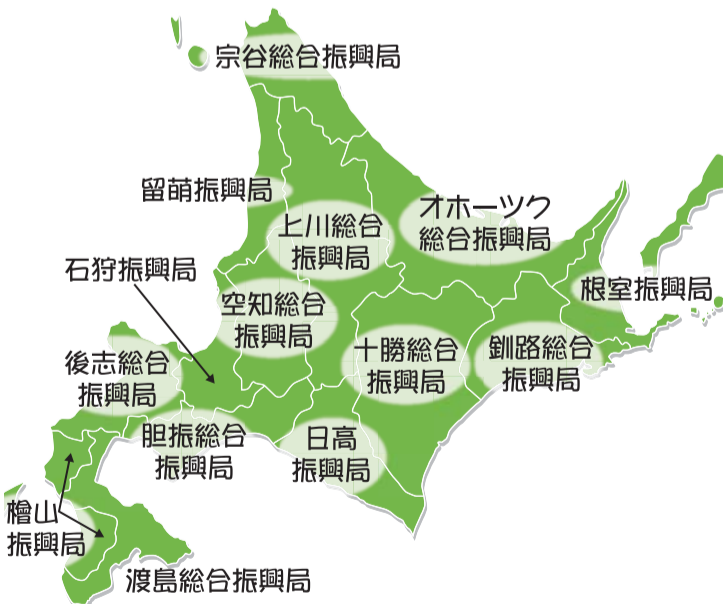 宗谷総合振興局
留萌振興局
上川総合
振興局
オホーツク
総合振興局
石狩振興局
空知総合
振興局
根室振興局
後志総合
振興局
十勝総合
振興局
釧路総合
振興局
胆振総合
振興局
日高
振興局
檜山
振興局
渡島総合振興局